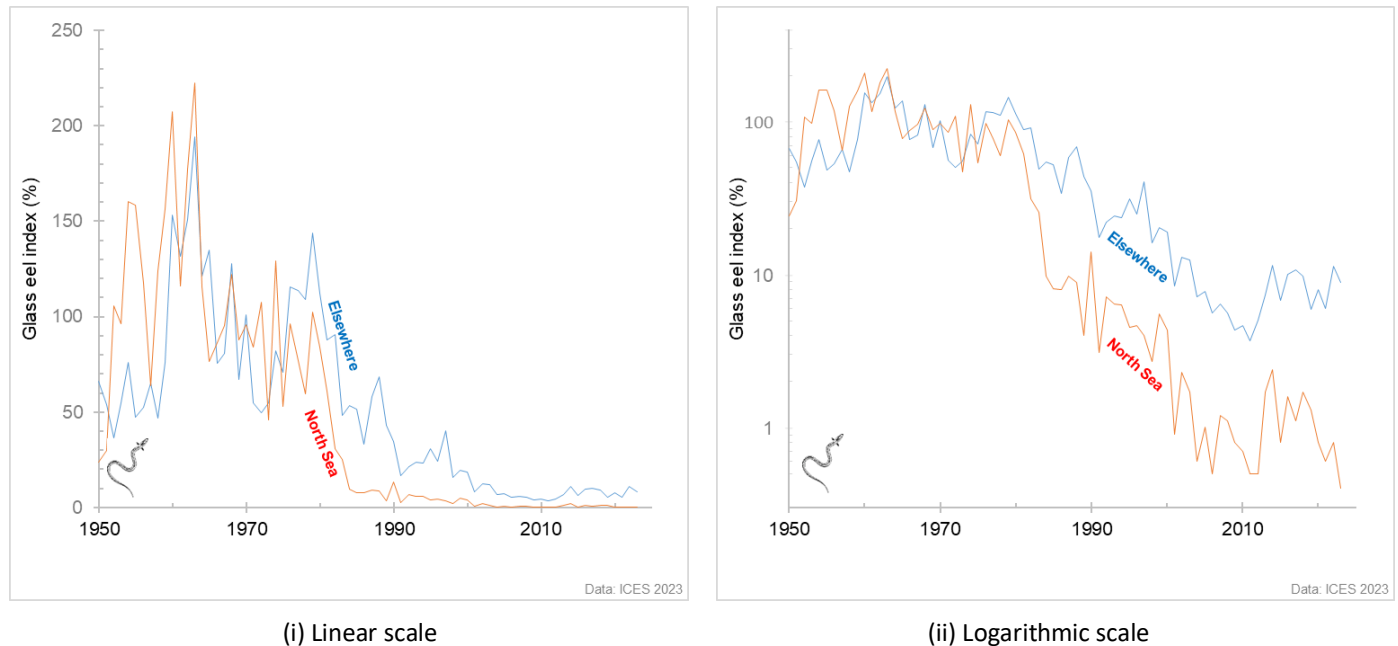 250
200
150
100
50
0
Glass eel index (%)
1950
1970
1990
2010
Elsewhere
North Sea
Data: ICES 2023
(i) Linear scale
100
10
1
Glass eel index (%)
1950
1970
1990
2010
Elsewhere
North Sea
Data: ICES 2023
(ii) Logarithmic scale